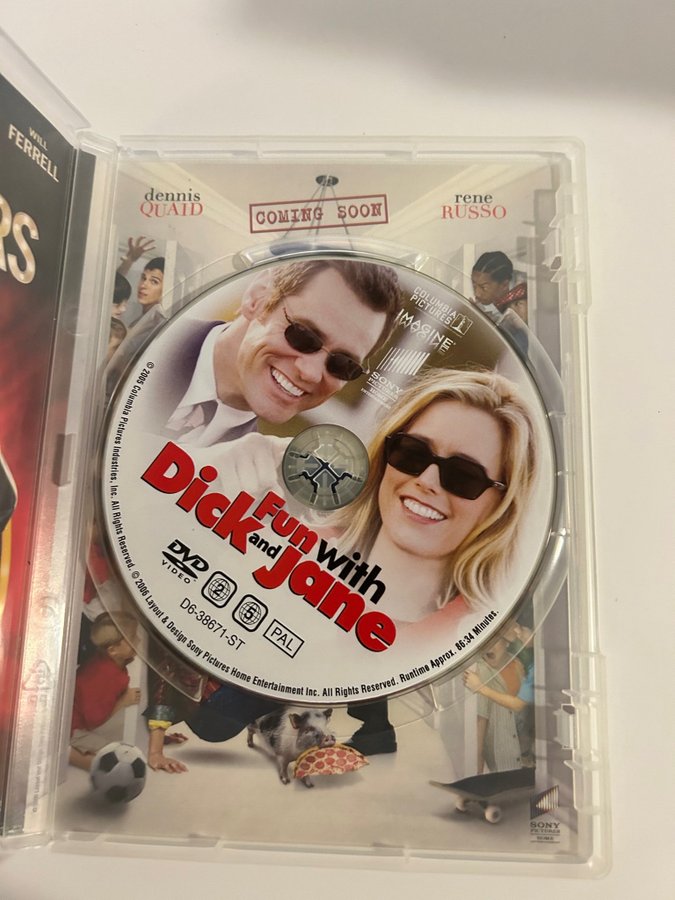 WILL
FERRELL
RS
dennis
QUAID
COMING SOON
rene
RUSSO
COLUMBIA
PICTURES
IMAGINE
SONY
PICTURES
Fun with
Dick and Jane
DVD
VIDEO
2
5
PAL
D6-38671-ST
© 2005 Columbia Pictures Industries, Inc. All Rights Reserved. © 2006 Layout & Design Sony Pictures Home Entertainment Inc. All Rights Reserved. Runtime Approx. 86:34 Minutes.
SONY
PICTURES